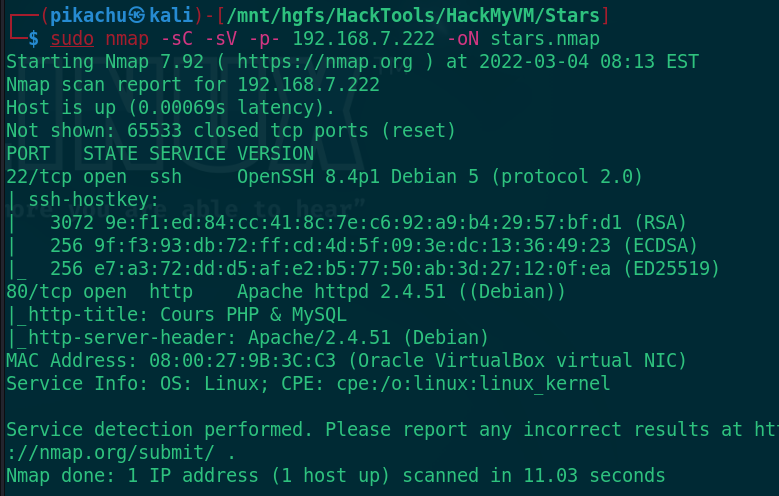 ┌──(pikachu㉿kali)-[/mnt/hgfs/HackTools/HackMyVM/Stars]
└─$ sudo nmap -sC -sV -p- 192.168.7.222 -oN stars.nmap
Starting Nmap 7.92 ( https://nmap.org ) at 2022-03-04 08:13 EST
Nmap scan report for 192.168.7.222
Host is up (0.00069s latency).
Not shown: 65533 closed tcp ports (reset)
PORT   STATE SERVICE VERSION
22/tcp open  ssh     OpenSSH 8.4p1 Debian 5 (protocol 2.0)
| ssh-hostkey:
|   3072 9e:f1:ed:84:cc:41:8c:7e:c6:92:a9:b4:29:57:bf:d1 (RSA)
|   256 9f:f3:93:db:72:ff:cd:4d:5f:09:3e:dc:13:36:49:23 (ECDSA)
|_  256 e7:a3:72:dd:d5:af:e2:b5:77:50:ab:3d:27:12:0f:ea (ED25519)
80/tcp open  http    Apache httpd 2.4.51 ((Debian))
|_http-title: Cours PHP & MySQL
|_http-server-header: Apache/2.4.51 (Debian)
MAC Address: 08:00:27:9B:3C:C3 (Oracle VirtualBox virtual NIC)
Service Info: OS: Linux; CPE: cpe:/o:linux:linux_kernel

Service detection performed. Please report any incorrect results at htt
://nmap.org/submit/ .
Nmap done: 1 IP address (1 host up) scanned in 11.03 seconds